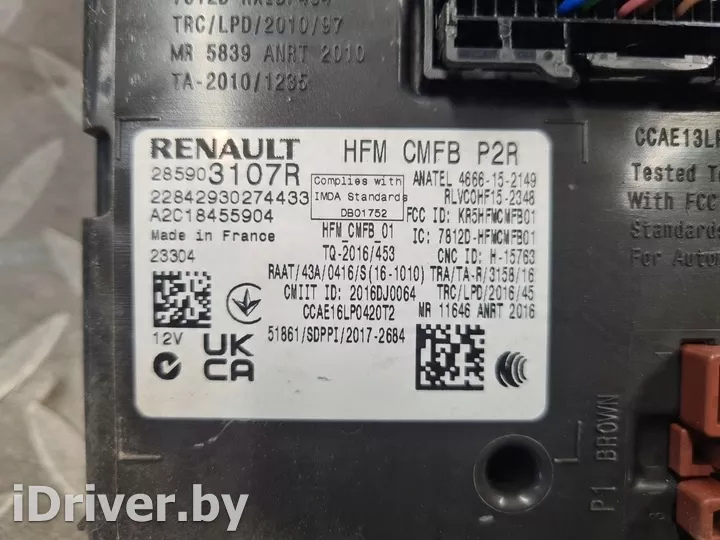 TRC/LPD/2010/97
MR 5839 ANRT 2010
TA-2010/1235
RENAULT HFM CMFB P2R
285903107R
22842930274433
A2C18455904
Made in France
23304
12V
Complies with
IMDA Standards
DB01752
ANATEL 4666-15-2149
RLVCOHF15-2348
FCC ID: KR5HFMCMFB01
HFM_CMFB_01 IC: 7812D-HFMCMFB01
TQ-2016/453 CNC ID: H-15763
RAAT/43A/0416/S(16-1010) TRA/TA-R/3158/16
CMIIT ID: 2016DJ0064 TRC/LPD/2016/45
CCAE16LP0420T2 MR 11646 ANRT 2016
51861/SDPPI/2017-2684
UK
CA
CCAE13L
Tested To
With FCC
Standards
For Auto
P1 BROWN
iDriver.by